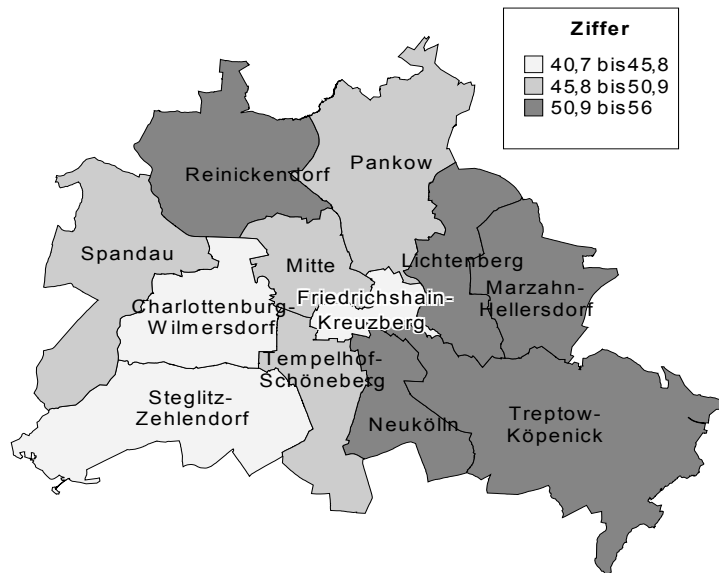 Ziffer
40,7 bis 45,8
45,8 bis 50,9
50,9 bis 56
Reinickendorf
Pankow
Spandau
Mitte
Lichtenberg
Marzahn-
Hellersdorf
Charlottenburg-
Wilmersdorf
Friedrichshain-
Kreuzberg
Tempelhof-
Schöneberg
Steglitz-
Zehlendorf
Neukölln
Treptow-
Köpenick